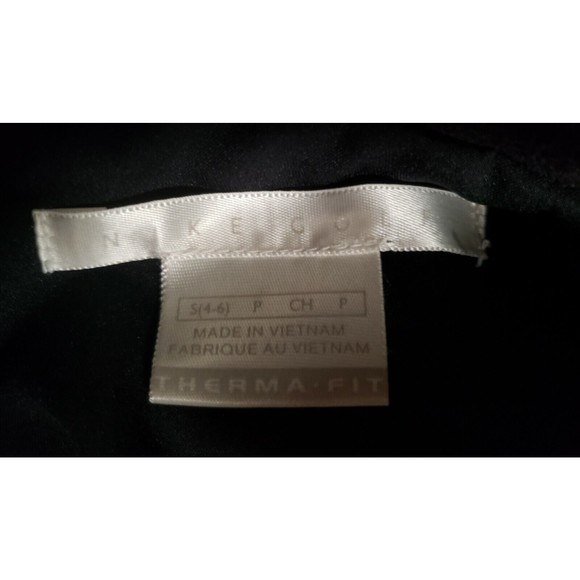 NIKE GOLF
S(4-6) P CH P
MADE IN VIETNAM
FABRIQUE AU VIETNAM
THERMA·FIT